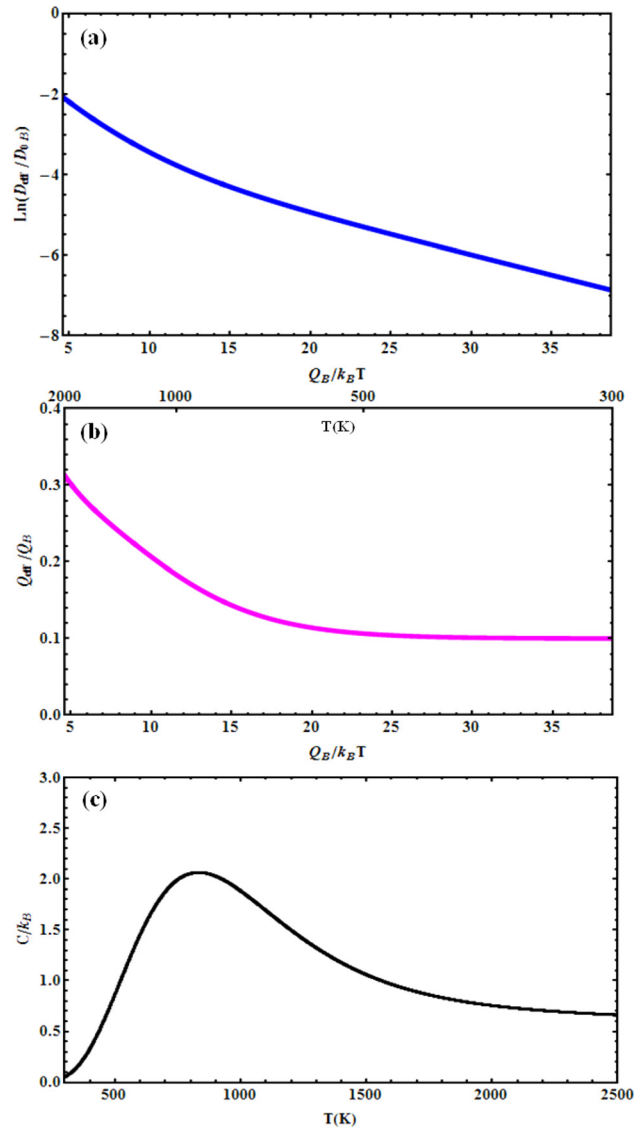 (a)
Ln(D_eff / D_0B)
0
−2
−4
−6
−8
5 10 15 20 25 30 35
Q_B/k_BT
2000 1000 500 300
T(K)
(b)
Q_eff/Q_B
0.4
0.3
0.2
0.1
0.0
5 10 15 20 25 30 35
Q_B/k_BT
(c)
C/k_B
3.0
2.5
2.0
1.5
1.0
0.5
0.0
500 1000 1500 2000 2500
T(K)